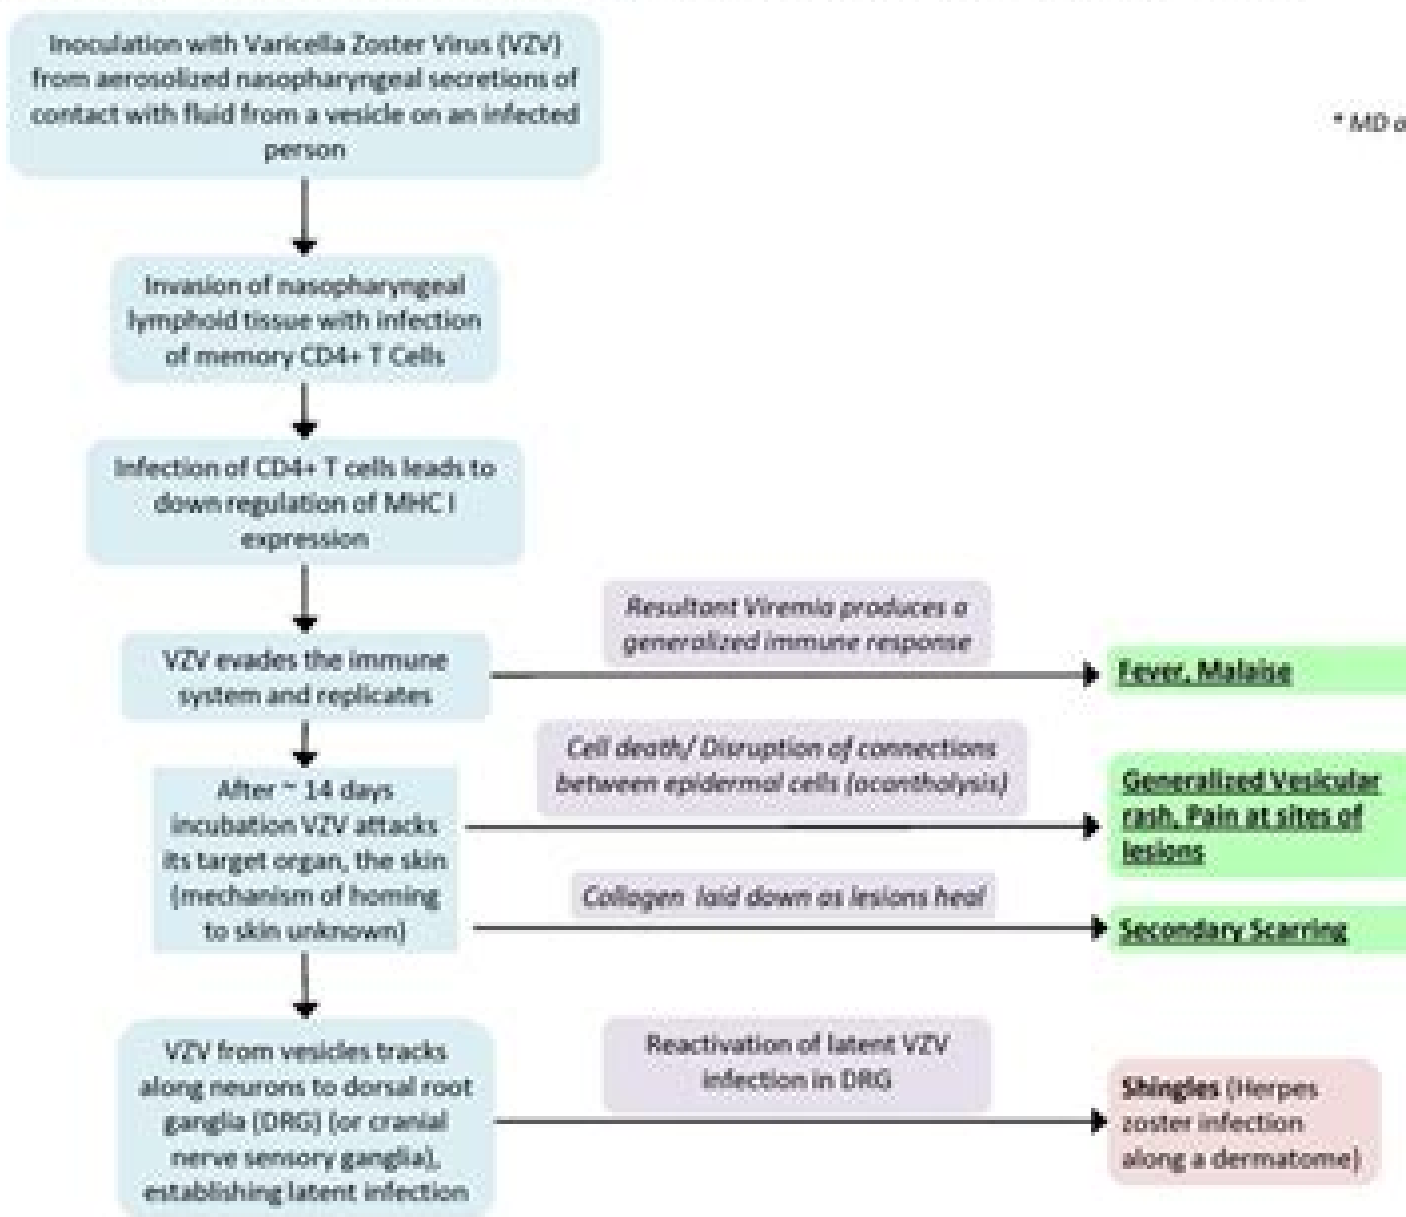 Inoculation with Varicella Zoster Virus (VZV)
from aerosolized nasopharyngeal secretions of
contact with fluid from a vesicle on an infected
person
* MD a
Invasion of nasopharyngeal
lymphoid tissue with infection
of memory CD4+ T Cells
Infection of CD4+ T cells leads to
down regulation of MHC I
expression
Resultant Viremia produces a
generalized immune response
VZV evades the immune
system and replicates
Fever, Malaise
Cell death/ Disruption of connections
between epidermal cells (acantholysis)
After ~ 14 days
incubation VZV attacks
its target organ, the skin
(mechanism of homing
to skin unknown)
Generalized Vesicular
rash, Pain at sites of
lesions
Collagen laid down as lesions heal
Secondary Scarring
VZV from vesicles tracks
along neurons to dorsal root
ganglia (DRG) (or cranial
nerve sensory ganglia),
establishing latent infection
Reactivation of latent VZV
infection in DRG
Shingles (Herpes
zoster infection
along a dermatome)